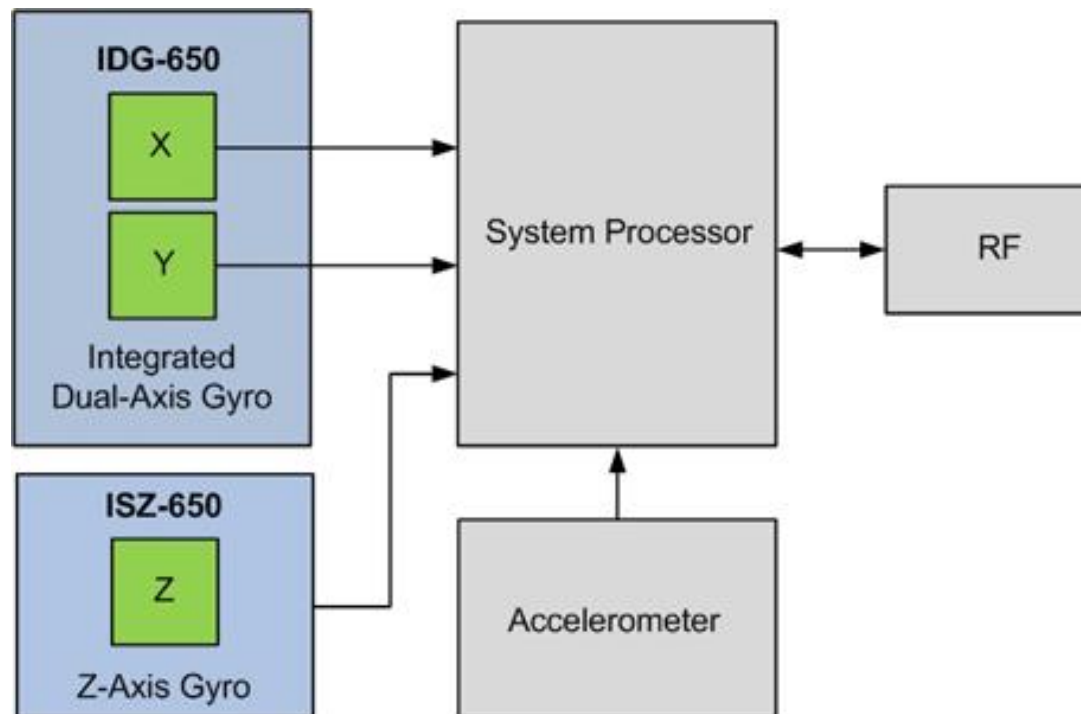 IDG-650
X
Y
Integrated
Dual-Axis Gyro
System Processor
RF
ISZ-650
Z
Z-Axis Gyro
Accelerometer